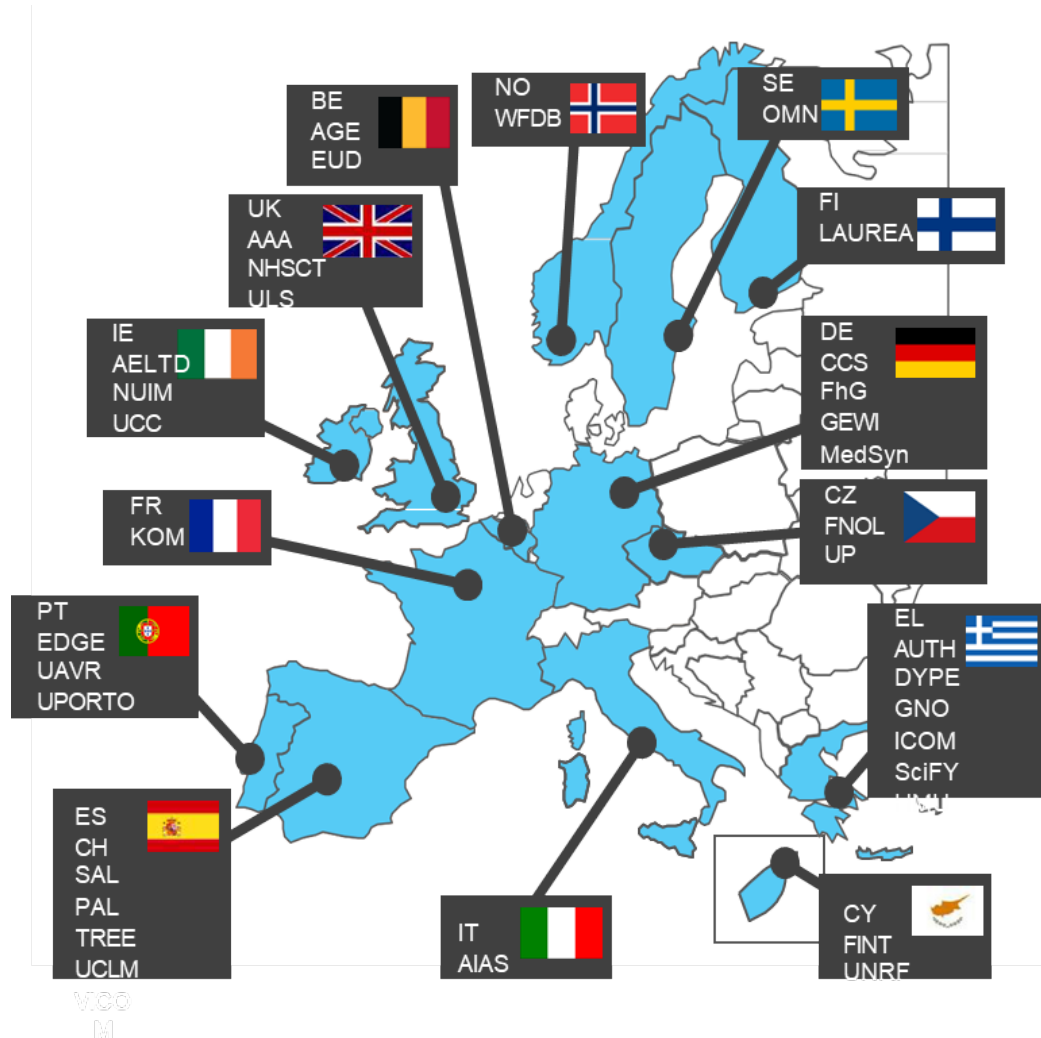 BE
AGE
EUD
NO
WFDB
SE
OMN
UK
AAA
NHSCT
ULS
FI
LAUREA
IE
AELTD
NUIM
UCC
DE
CCS
FhG
GEWI
MedSyn
FR
KOM
CZ
FNOL
UP
PT
EDGE
UAVR
UPORTO
EL
AUTH
DYPE
GNO
ICOM
SciFY
ES
CH
SAL
PAL
TREE
UCLM
VICO
M
IT
AIAS
CY
FINT
UNRF